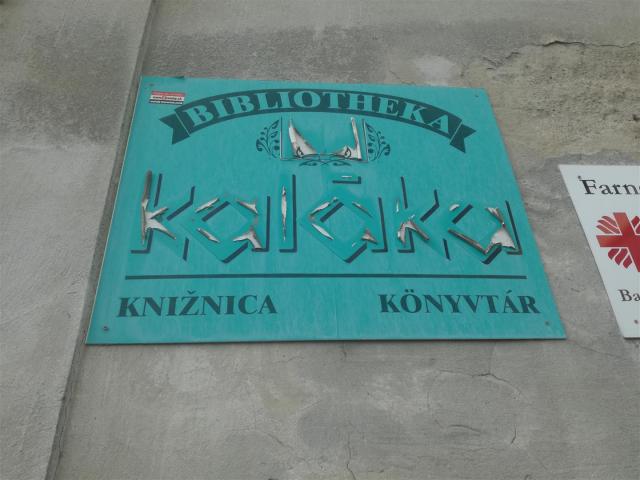 BIBLIOTHEKA
kaláka
KNIŽNICA
KÖNYVTÁR